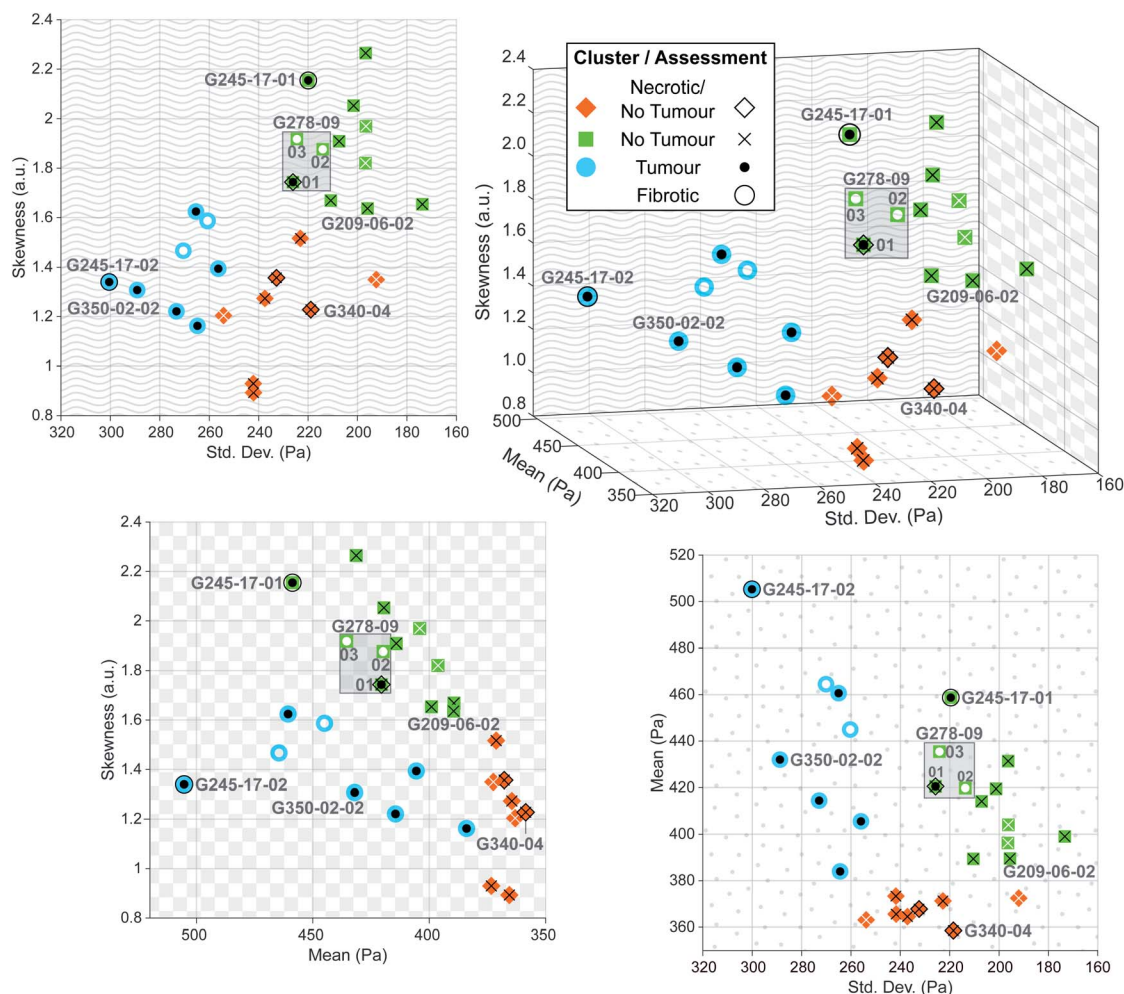 2.4
2.2
2.0
1.8
1.6
1.4
1.2
1
0.8
Skewness (a.u.)
G245-17-01
G278-09
03
02
01
G209-06-02
G245-17-02
G350-02-02
G340-04
320
300
280
260
240
220
200
180
160
Std. Dev. (Pa)
Cluster / Assessment
Necrotic/
No Tumour
No Tumour
Tumour
Fibrotic
2.4
2.2
2.0
1.8
1.6
1.4
1.2
1.0
0.8
Skewness (a.u.)
G245-17-01
G278-09
02
03
01
G209-06-02
G245-17-02
G350-02-02
G340-04
500
450
400
350
Mean (Pa)
320
300
280
260
240
220
200
180
160
Std. Dev. (Pa)
2.4
2.2
2.0
1.8
1.6
1.4
1.2
1
0.8
Skewness (a.u.)
G245-17-01
G278-09
03
02
01
G209-06-02
G245-17-02
G350-02-02
G340-04
500
450
400
350
Mean (Pa)
520
500
480
460
440
420
400
380
360
Mean (Pa)
G245-17-02
G245-17-01
G278-09
03
01
02
G350-02-02
G209-06-02
G340-04
320
300
280
260
240
220
200
180
160
Std. Dev. (Pa)